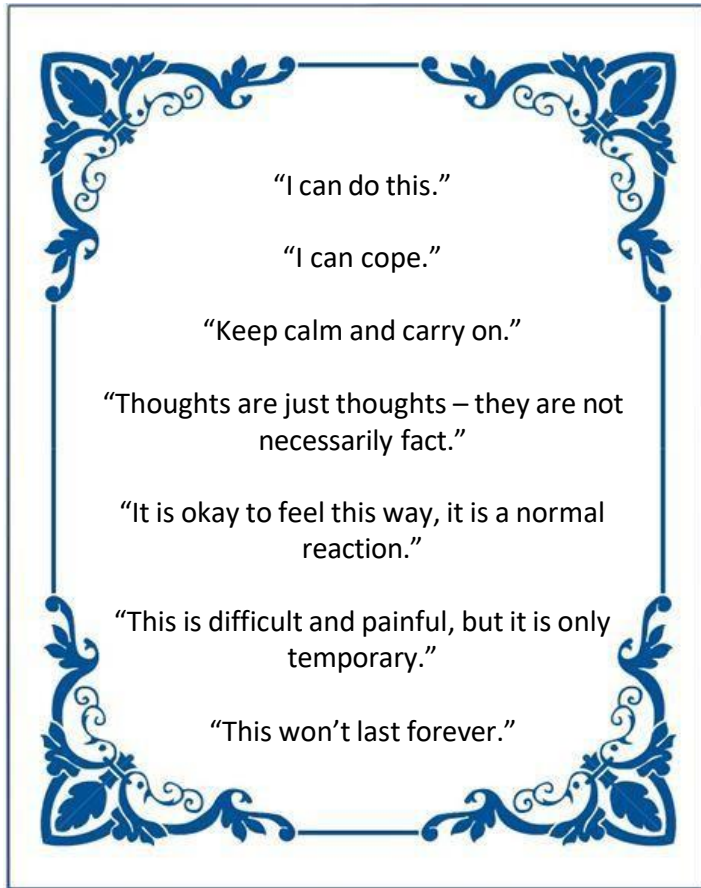 “I can do this.”
“I can cope.”
“Keep calm and carry on.”
“Thoughts are just thoughts – they are not
necessarily fact.”
“It is okay to feel this way, it is a normal
reaction.”
“This is difficult and painful, but it is only
temporary.”
“This won’t last forever.”